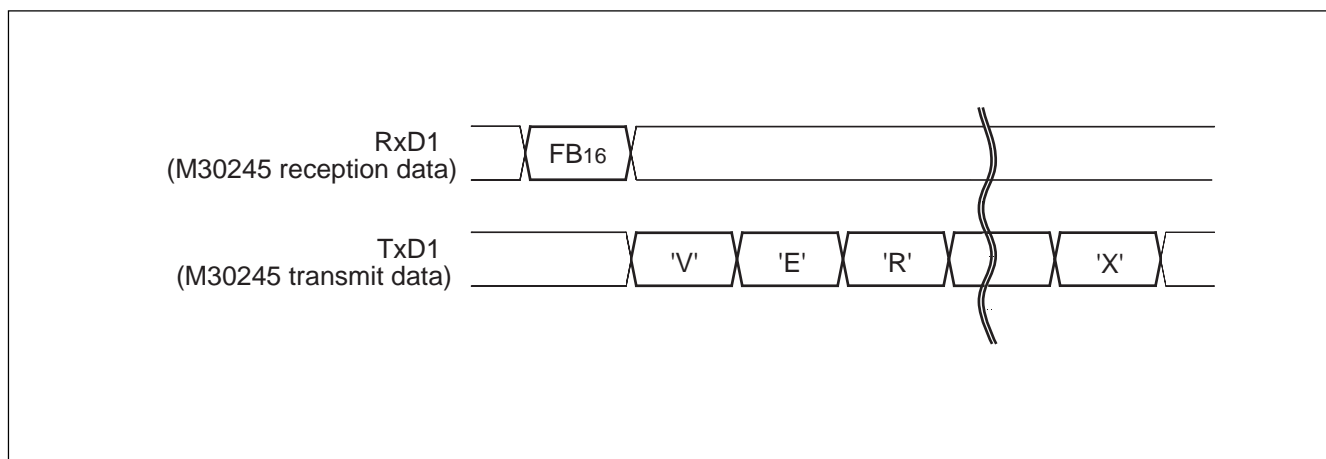 RxD1
(M30245 reception data)
FB16
TxD1
(M30245 transmit data)
'V'
'E'
'R'
'X'